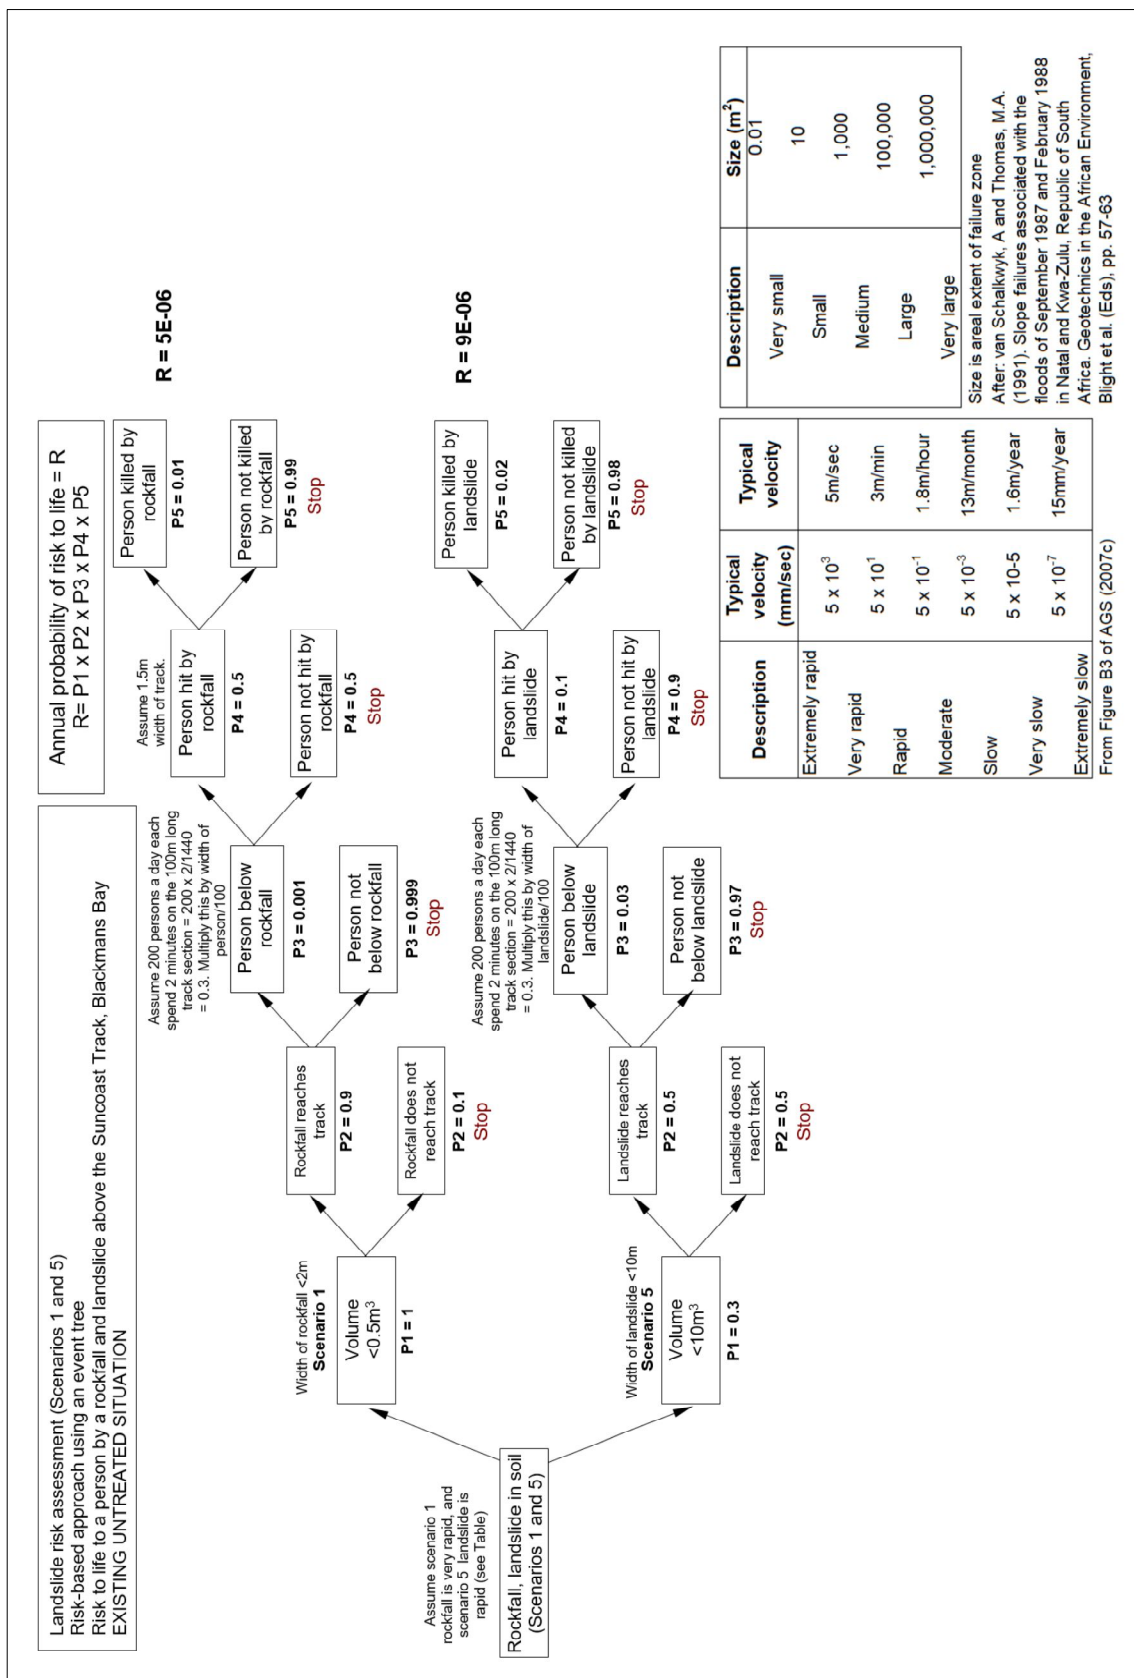 Landslide risk assessment (Scenarios 1 and 5)
Risk-based approach using an event tree
Risk to life to a person by a rockfall and landslide above the Suncoast Track, Blackmans Bay
EXISTING UNTREATED SITUATION
Annual probability of risk to life = R
R= P1 x P2 x P3 x P4 x P5
Assume scenario 1
rockfall is very rapid, and
scenario 5 landslide is
rapid (see Table)
Rockfall, landslide in soil
(Scenarios 1 and 5)
Width of rockfall <2m
Scenario 1
Volume
<0.5m³
P1 = 1
Rockfall reaches
track
P2 = 0.9
Rockfall does not
reach track
P2 = 0.1
Stop
Assume 200 persons a day each
spend 2 minutes on the 100m long
track section = 200 x 2/1440
= 0.3. Multiply this by width of
person/100
Person below
rockfall
P3 = 0.001
Person not
below rockfall
P3 = 0.999
Stop
Assume 1.5m
width of track.
Person hit by
rockfall
P4 = 0.5
Person not hit by
rockfall
P4 = 0.5
Stop
Person killed by
rockfall
P5 = 0.01
Person not killed
by rockfall
P5 = 0.99
Stop
R = 5E-06
Width of landslide <10m
Scenario 5
Volume
<10m³
P1 = 0.3
Landslide reaches
track
P2 = 0.5
Landslide does not
reach track
P2 = 0.5
Stop
Assume 200 persons a day each
spend 2 minutes on the 100m long
track section = 200 x 2/1440
= 0.3. Multiply this by width of
landslide/100
Person below
landslide
P3 = 0.03
Person not
below landslide
P3 = 0.97
Stop
Person hit by
landslide
P4 = 0.1
Person not hit by
landslide
P4 = 0.9
Stop
Person killed by
landslide
P5 = 0.02
Person not killed
by landslide
P5 = 0.98
Stop
R = 9E-06
Description Typical velocity (mm/sec) Typical velocity
Extremely rapid
5 x 10³ 5m/sec
Very rapid
5 x 10¹ 3m/min
Rapid
5 x 10⁻¹ 1.8m/hour
Moderate
5 x 10⁻³ 13m/month
Slow
5 x 10-5 1.6m/year
Very slow
5 x 10⁻⁷ 15mm/year
Extremely slow
From Figure B3 of AGS (2007c)
Description Size (m²)
0.01
Very small
10
Small
1,000
Medium
100,000
Large
1,000,000
Very large
Size is areal extent of failure zone
After: van Schalkwyk, A and Thomas, M.A.
(1991). Slope failures associated with the
floods of September 1987 and February 1988
in Natal and Kwa-Zulu, Republic of South
Africa. Geotechnics in the African Environment,
Blight et al. (Eds), pp. 57-63